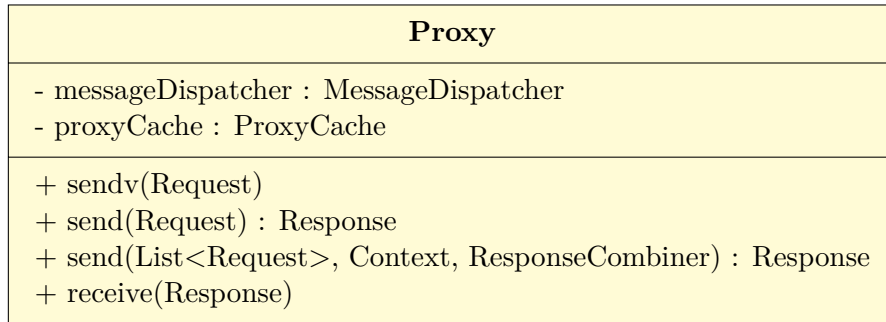 Proxy
- messageDispatcher : MessageDispatcher
- proxyCache : ProxyCache
+ sendv(Request)
+ send(Request) : Response
+ send(List<Request>, Context, ResponseCombiner) : Response
+ receive(Response)